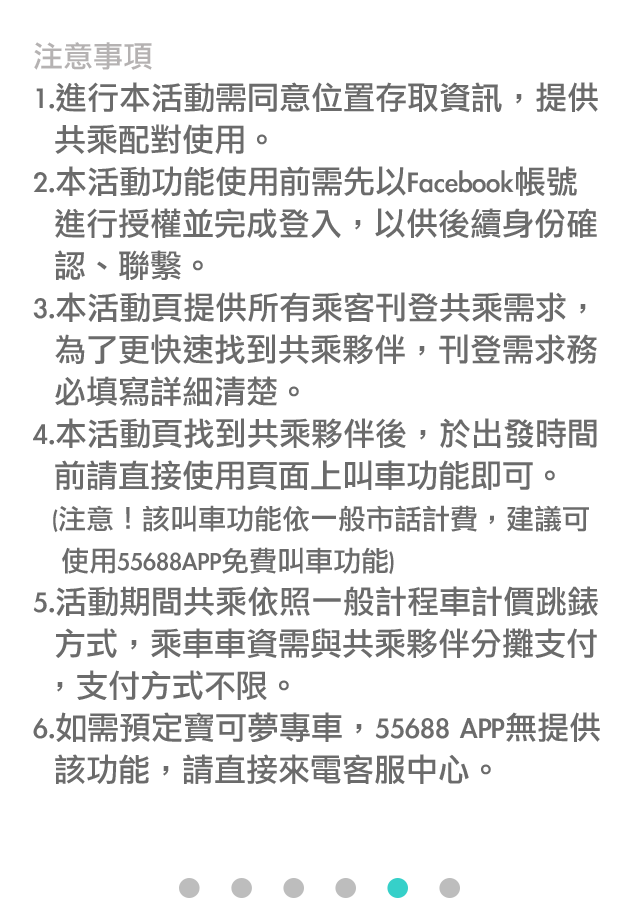 注意事項
1.進行本活動需同意位置存取資訊，提供
共乘配對使用。
2.本活動功能使用前需先以Facebook帳號
進行授權並完成登入，以供後續身份確
認、聯繫。
3.本活動頁提供所有乘客刊登共乘需求，
為了更快速找到共乘夥伴，刊登需求務
必填寫詳細清楚。
4.本活動頁找到共乘夥伴後，於出發時間
前請直接使用頁面上叫車功能即可。
(注意！該叫車功能依一般市話計費，建議可
使用55688APP免費叫車功能)
5.活動期間共乘依照一般計程車計價跳錶
方式，乘車車資需與共乘夥伴分攤支付
，支付方式不限。
6.如需預定寶可夢專車，55688 APP無提供
該功能，請直接來電客服中心。